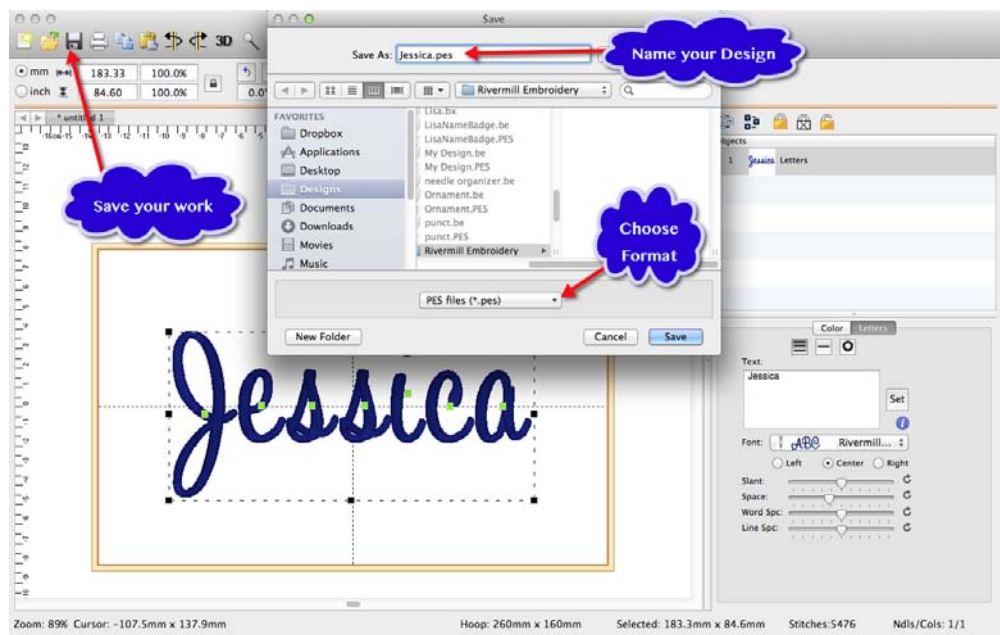 Save
Save As: Jessica.pes
Name your Design
3D
mm 183.33 100.0%
inch 84.60 100.0%
Rivermill Embroidery
* untitl d 1
FAVORITES
Dropbox
Applications
Desktop
Designs
Documents
Downloads
Movies
Music
Lisa.bx
LisaNameBadge.be
LisaNameBadge.PES
My Design.be
My Design.PES
needle organizer.be
Ornament.be
Ornament.PES
punct.be
punct.PES
Rivermill Embroidery
Save your work
Choose
Format
PES files (*.pes)
New Folder
Cancel
Save
1 Jessica Letters
Jessica
Color Letters
Text:
Jessica
Set
Font: ABC Rivermill...
Left Center Right
Slant:
Space:
Word Spc:
Line Spc:
Zoom: 89% Cursor: -107.5mm x 137.9mm
Hoop: 260mm x 160mm
Selected: 183.3mm x 84.6mm
Stitches:5476
Ndls/Cols: 1/1